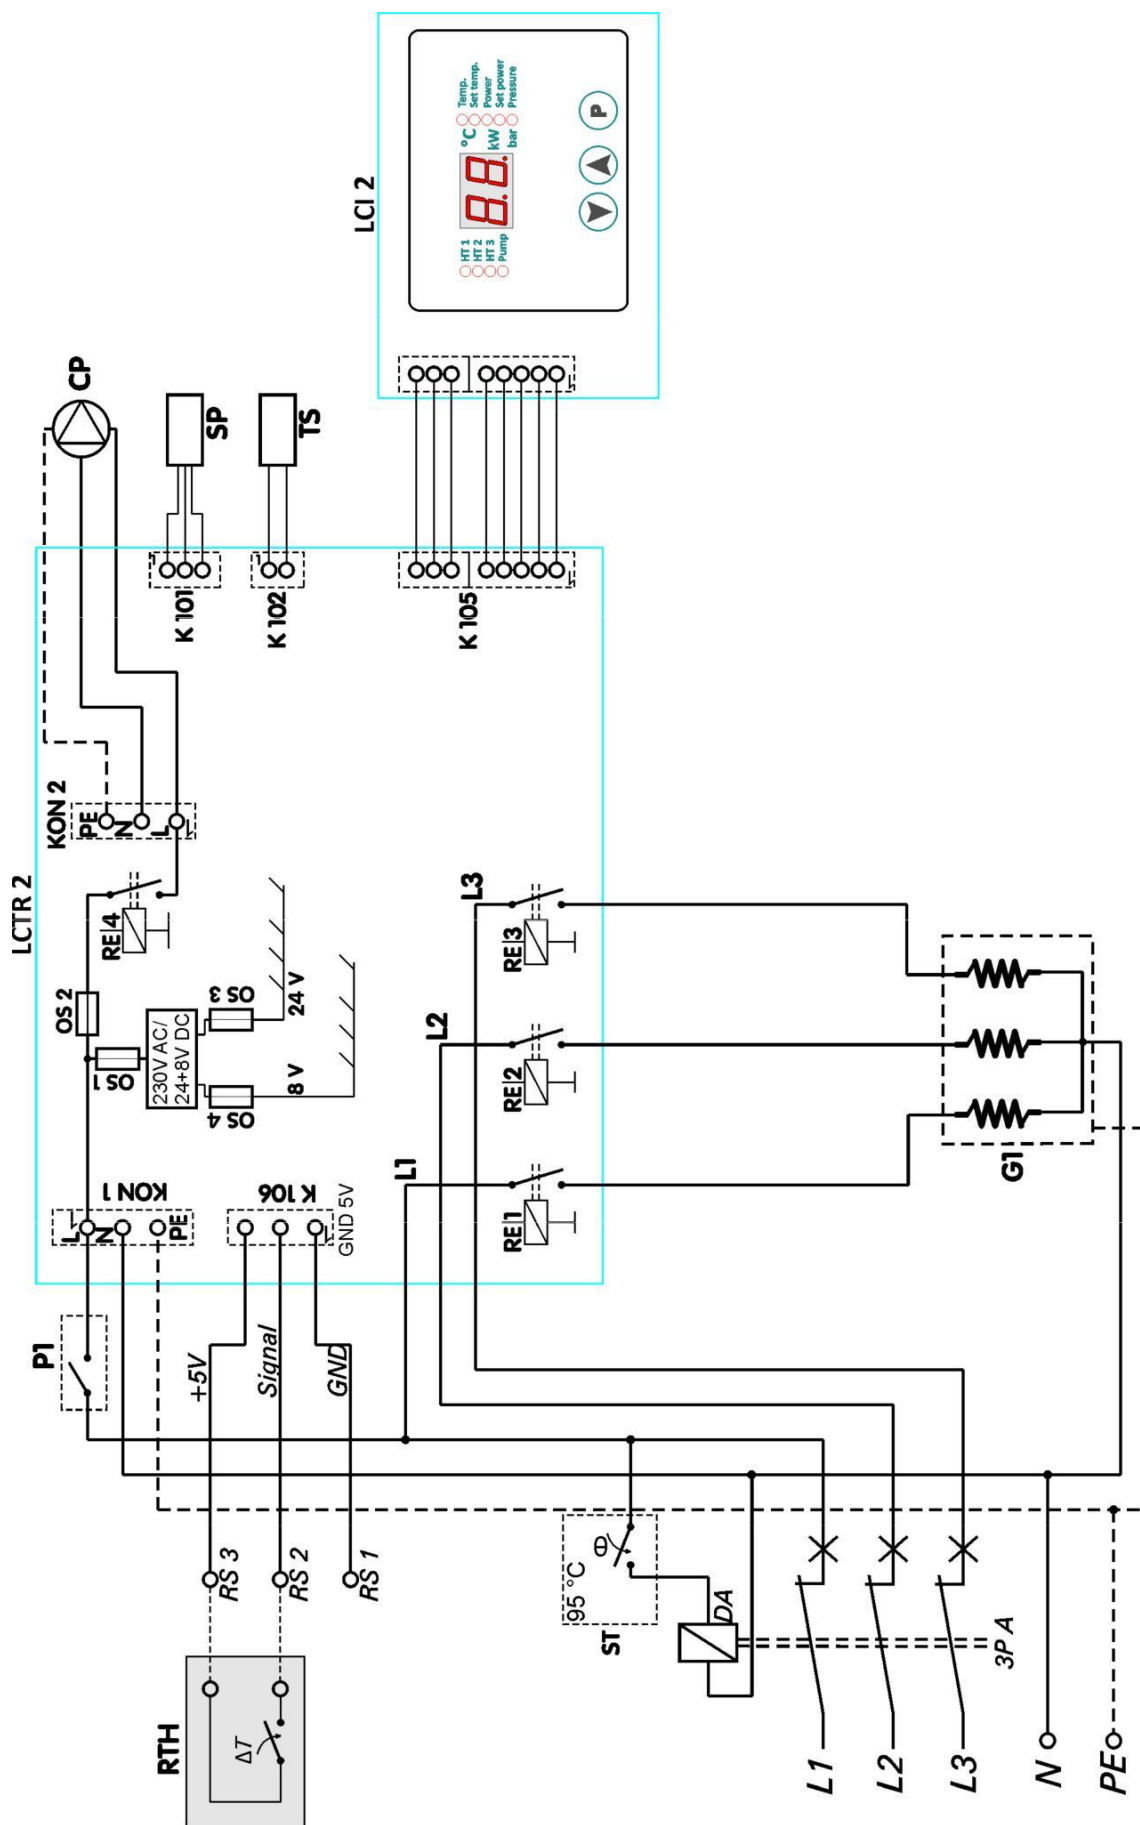 LCTR 2
LCI 2
HT 1
HT 2
HT 3
Pump
8.8.
°C
kW
bar
Temp.
Set temp.
Power
Set power
Pressure
P
P1
KON 1
L
N
PE
OS 1
OS 2
230V AC/
24+8V DC
OS 4
OS 3
8 V
24 V
RE 4
KON 2
PE
N
L
CP
K 101
SP
K 102
TS
K 105
K 106
GND 5V
+5V
Signal
GND
RS 3
RS 2
RS 1
RTH
ΔT
L1
L2
L3
RE 1
RE 2
RE 3
G1
95 °C
θ
ST
DA
3P A
L1
L2
L3
N
PE